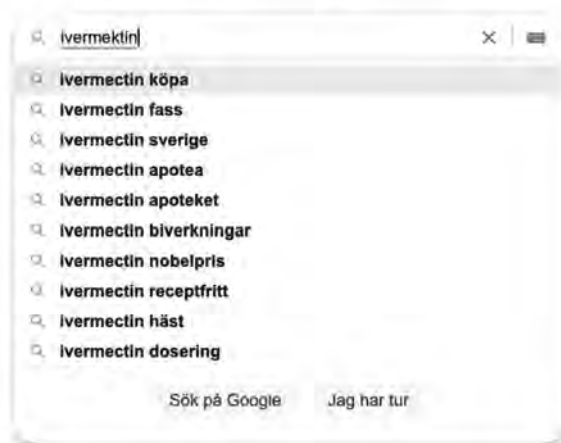 ivermektin
ivermectin köpa
ivermectin fass
ivermectin sverige
ivermectin apotea
ivermectin apoteket
ivermectin biverkningar
ivermectin nobelpris
ivermectin receptfritt
ivermectin häst
ivermectin dosering
Sök på Google Jag har tur